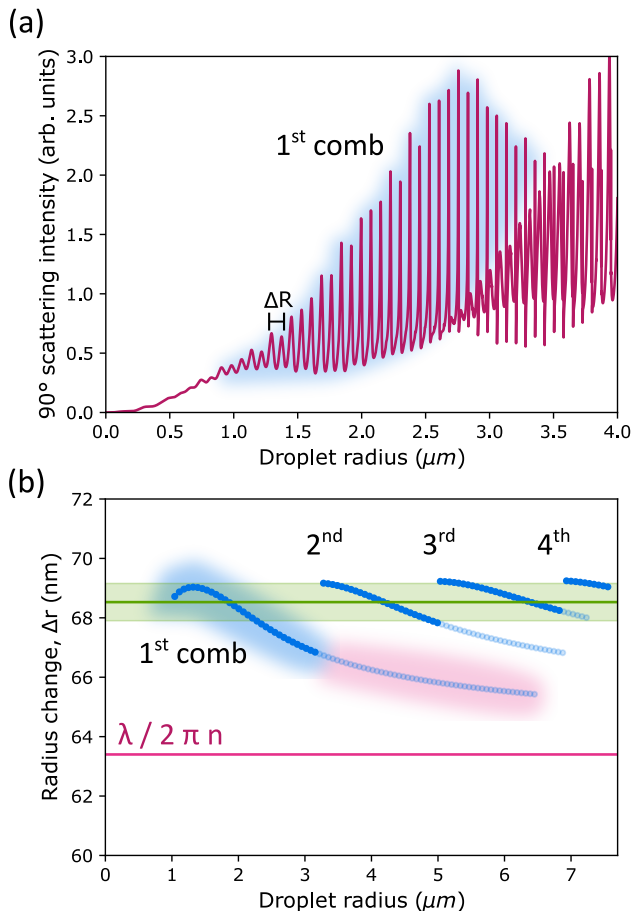 (a)
3.0
2.5
2.0
1.5
1.0
0.5
0.0
90° scattering intensity (arb. units)
1st comb
ΔR
0.0 0.5 1.0 1.5 2.0 2.5 3.0 3.5 4.0
Droplet radius (μm)
(b)
72
70
68
66
64
62
60
Radius change, Δr (nm)
2nd 3rd 4th
1st comb
λ / 2 π n
0 1 2 3 4 5 6 7
Droplet radius (μm)